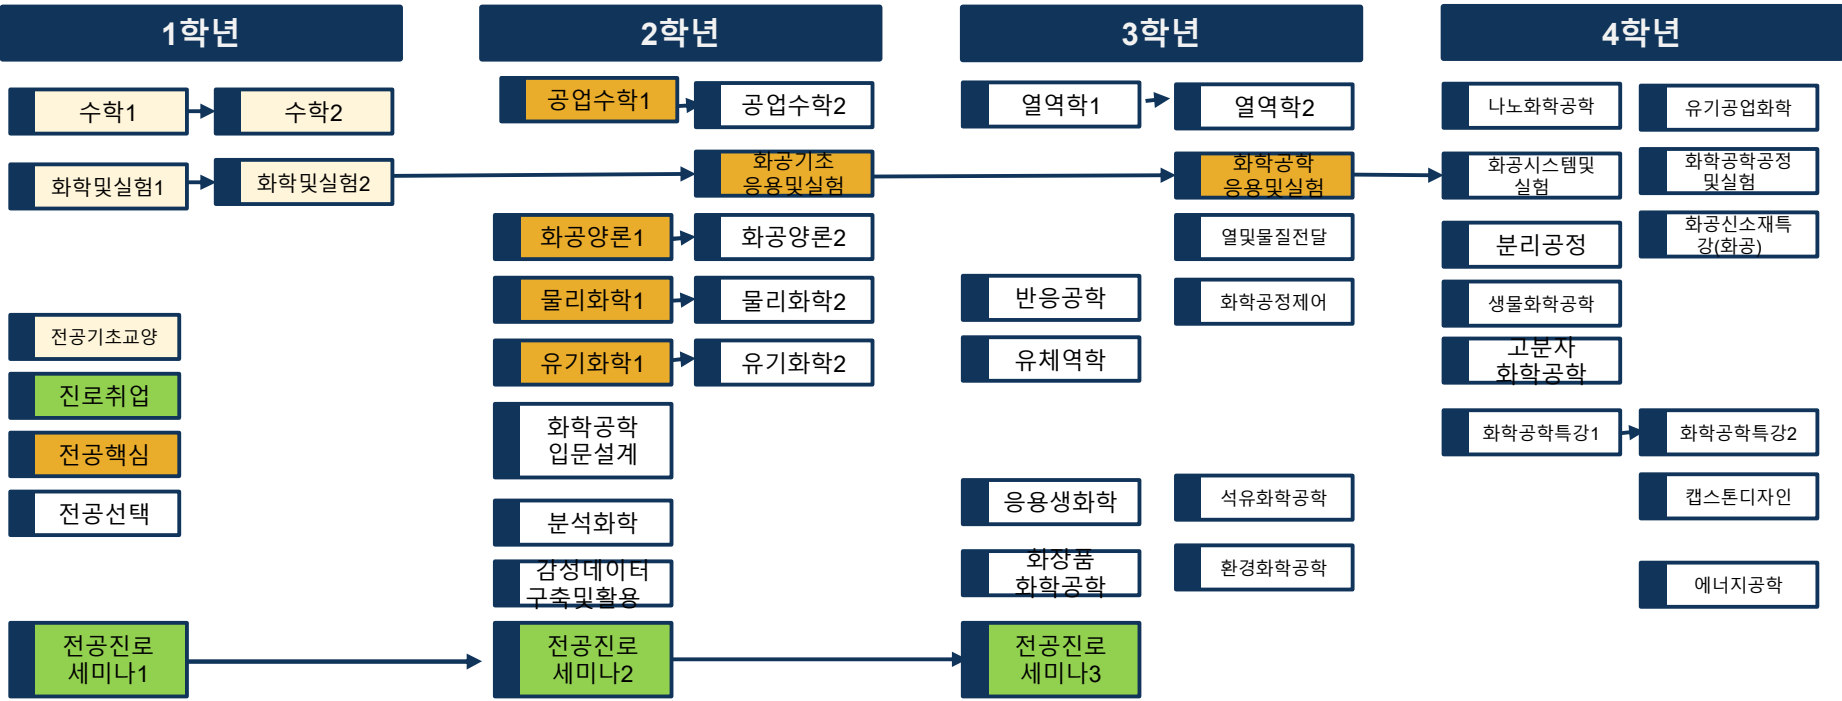 1학년
2학년
3학년
4학년
수학1
수학2
화학및실험1
화학및실험2
전공기초교양
진로취업
전공핵심
전공선택
전공진로
세미나1
공업수학1
공업수학2
화공기초
응용및실험
화공양론1
화공양론2
물리화학1
물리화학2
유기화학1
유기화학2
화학공학
입문설계
분석화학
감성데이터
구축및활용
전공진로
세미나2
열역학1
열역학2
화학공학
응용및실험
열및물질전달
반응공학
화학공정제어
유체역학
응용생화학
석유화학공학
화장품
화학공학
환경화학공학
전공진로
세미나3
나노화학공학
유기공업화학
화공시스템및
실험
화학공학공정
및실험
분리공정
화공신소재특
강(화공)
생물화학공학
고분자
화학공학
화학공학특강1
화학공학특강2
캡스톤디자인
에너지공학